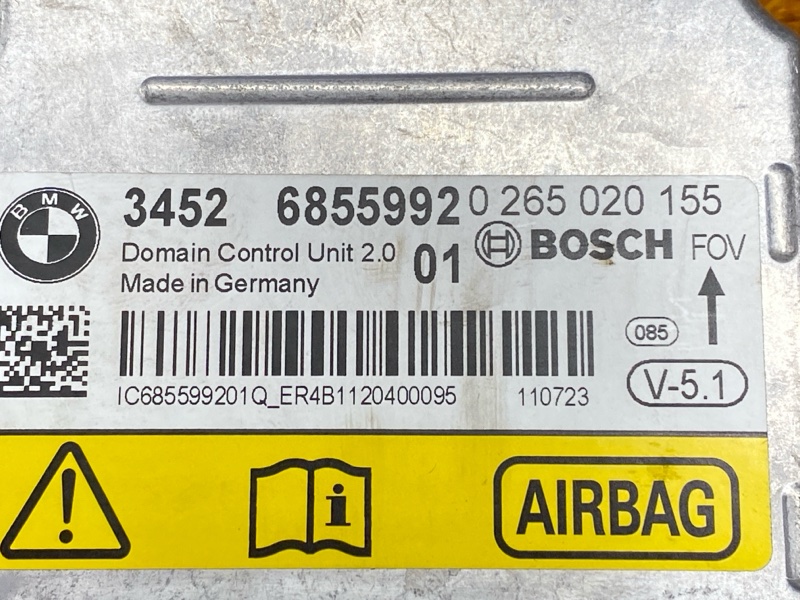 BMW
3452 6855992 0 265 020 155
Domain Control Unit 2.0 01 BOSCH FOV
Made in Germany
085
IC685599201Q_ER4B1120400095 110723 V-5.1
i
AIRBAG